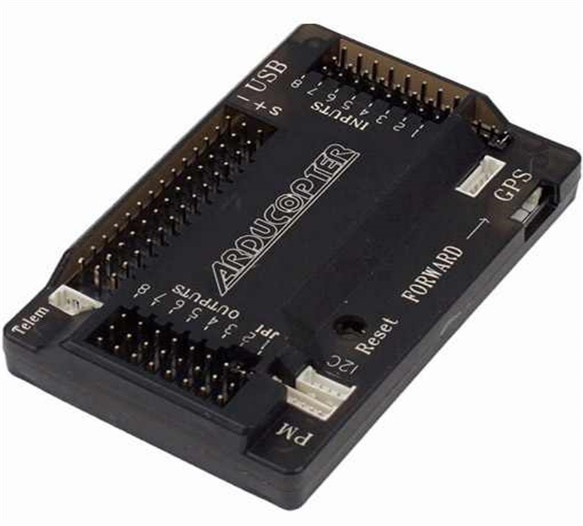 USB
S+-
8 7 6 5 4 3 2 1
INPUTS
GPS
ARDUCOPTER
FORWARD →
8 7 6 5 4 3 2 1
OUTPUTS
JP1
Telem
Reset
I2C
PM